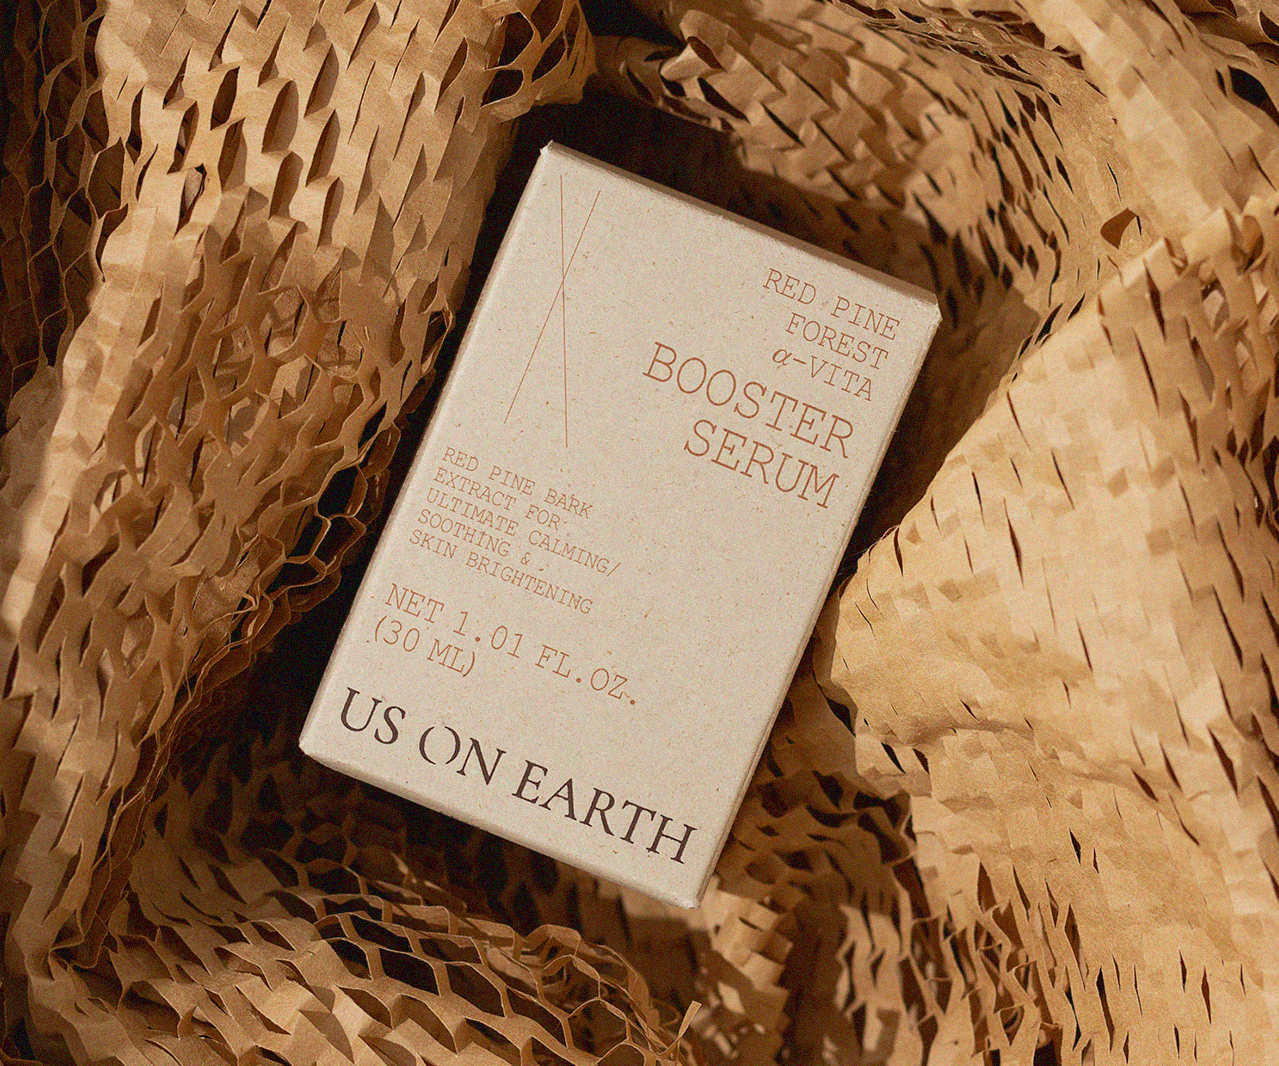 RED PINE
FOREST
α-VITA
BOOSTER
SERUM
RED PINE BARK
EXTRACT FOR
ULTIMATE CALMING/
SOOTHING &
SKIN BRIGHTENING
NET 1.01 FL.OZ.
(30 ML)
US ON EARTH